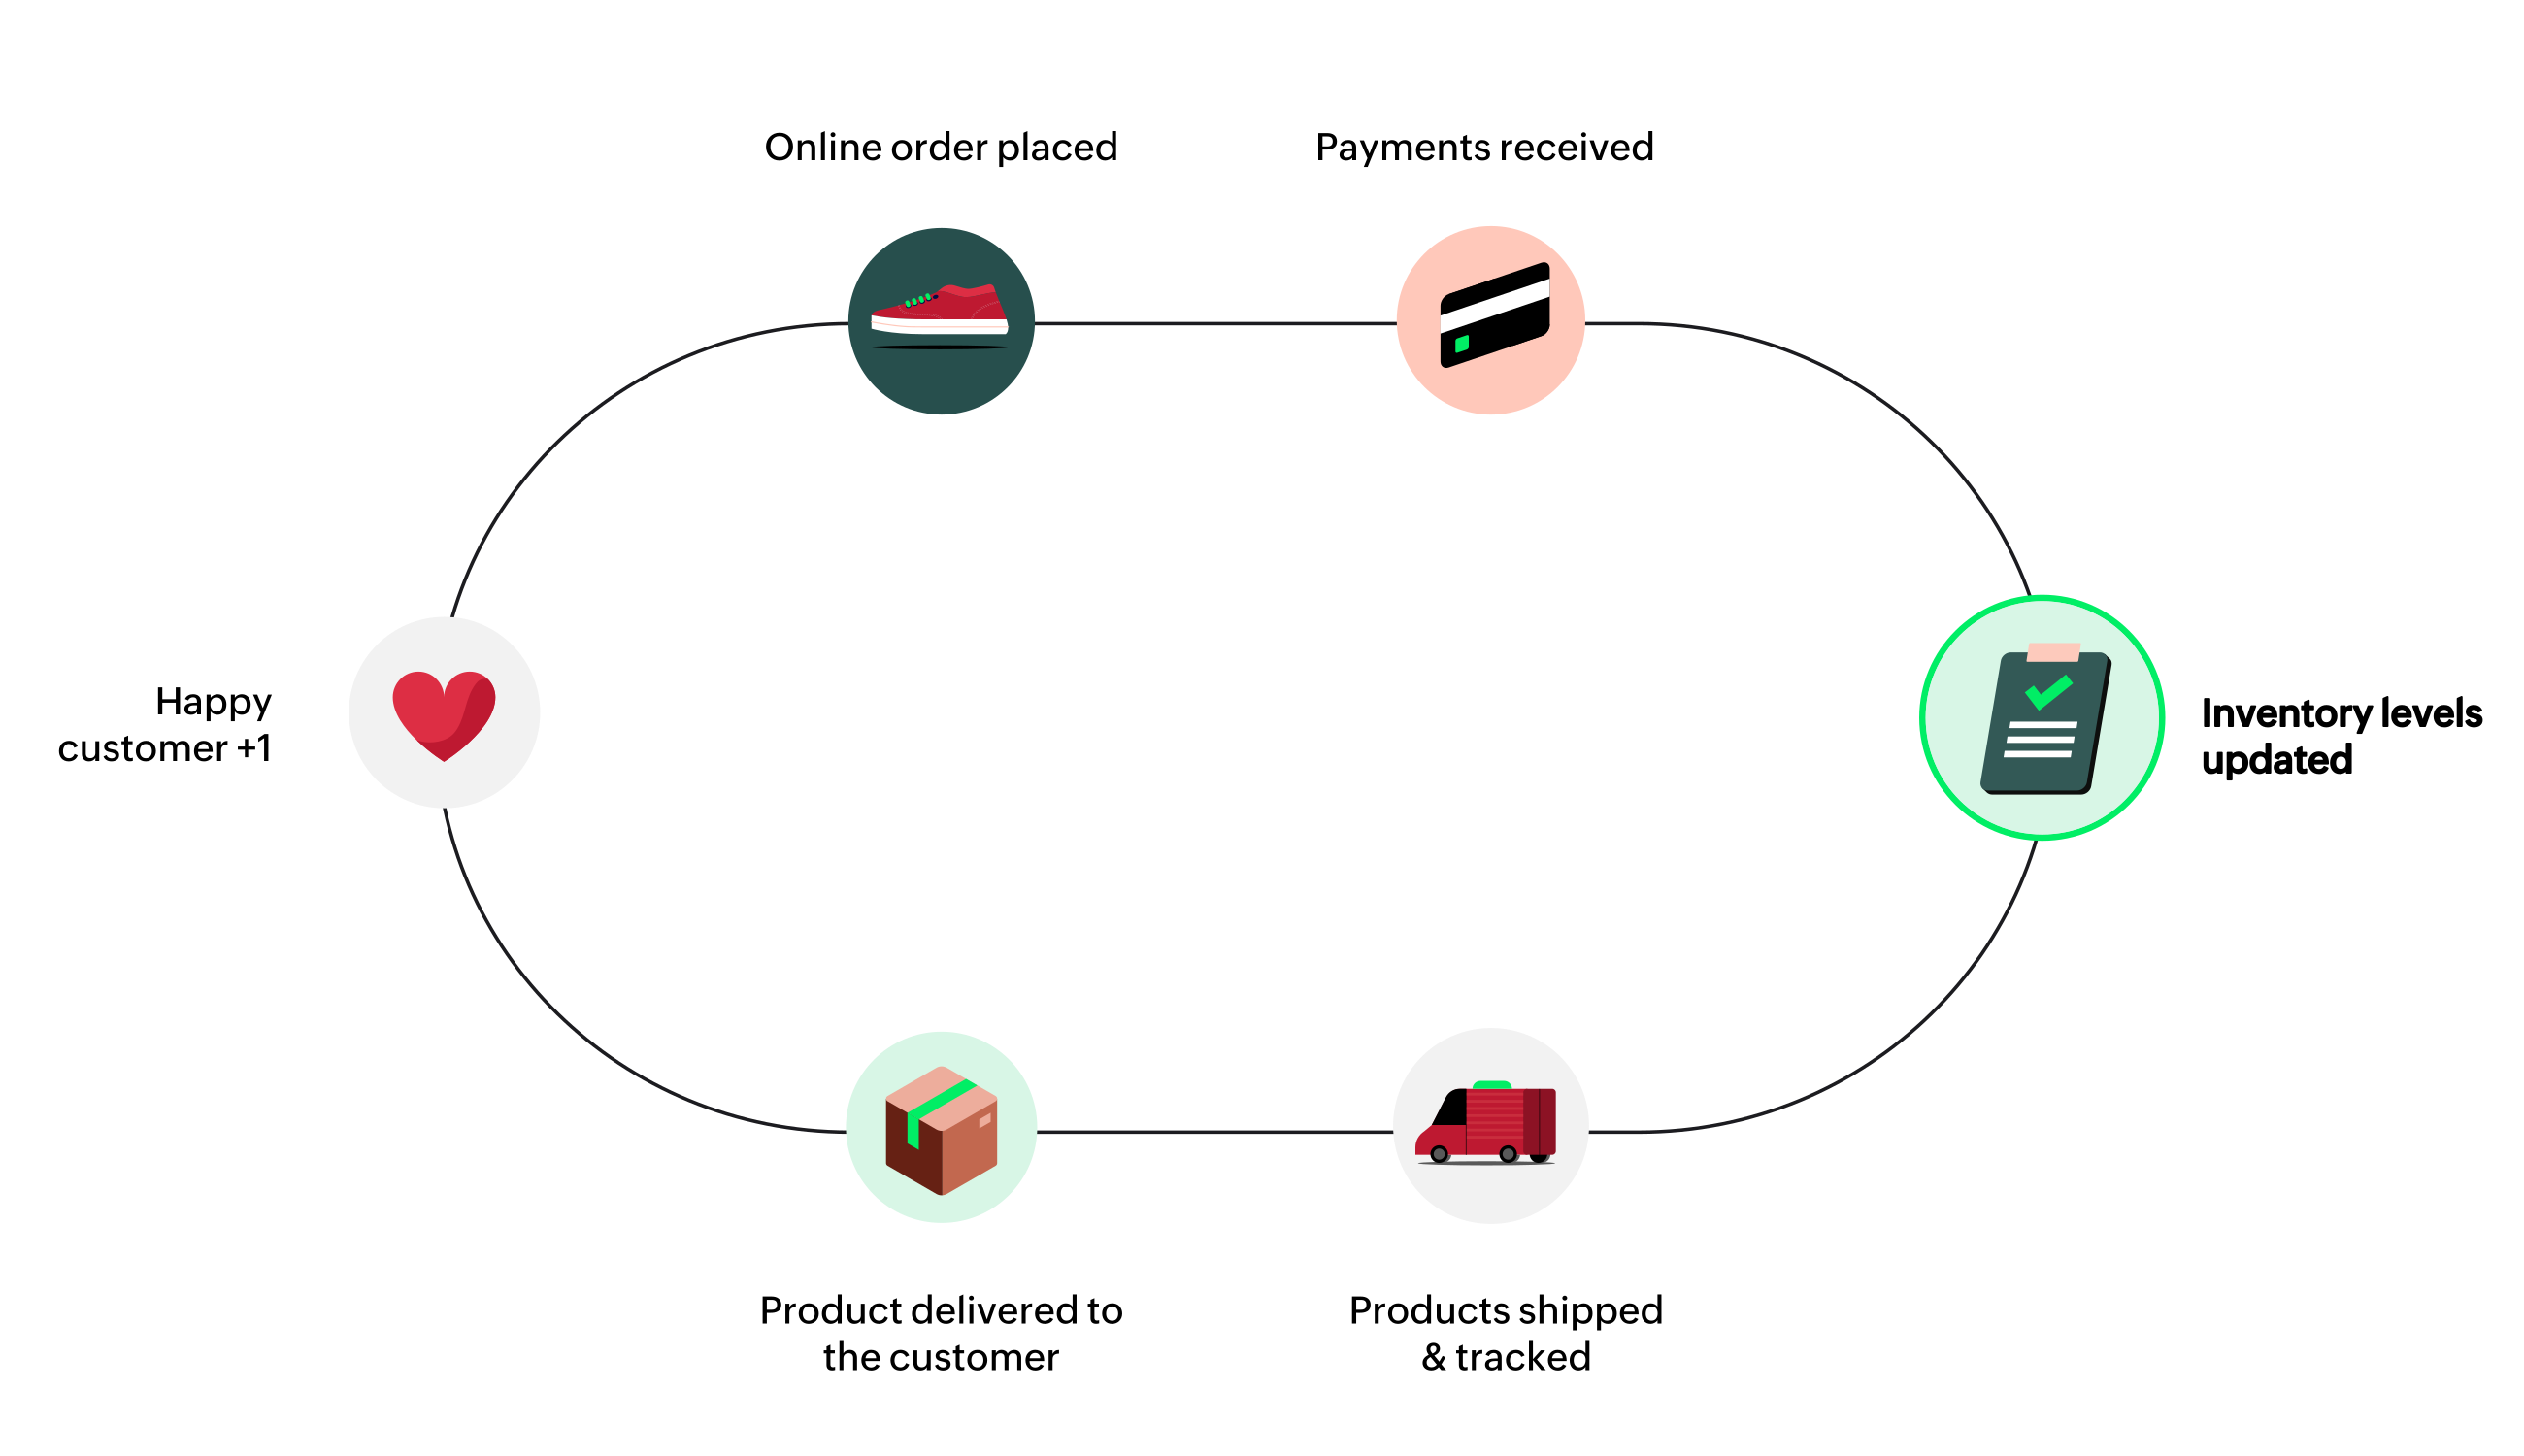 Online order placed
Payments received
Inventory levels
updated
Products shipped
& tracked
Product delivered to
the customer
Happy
customer +1